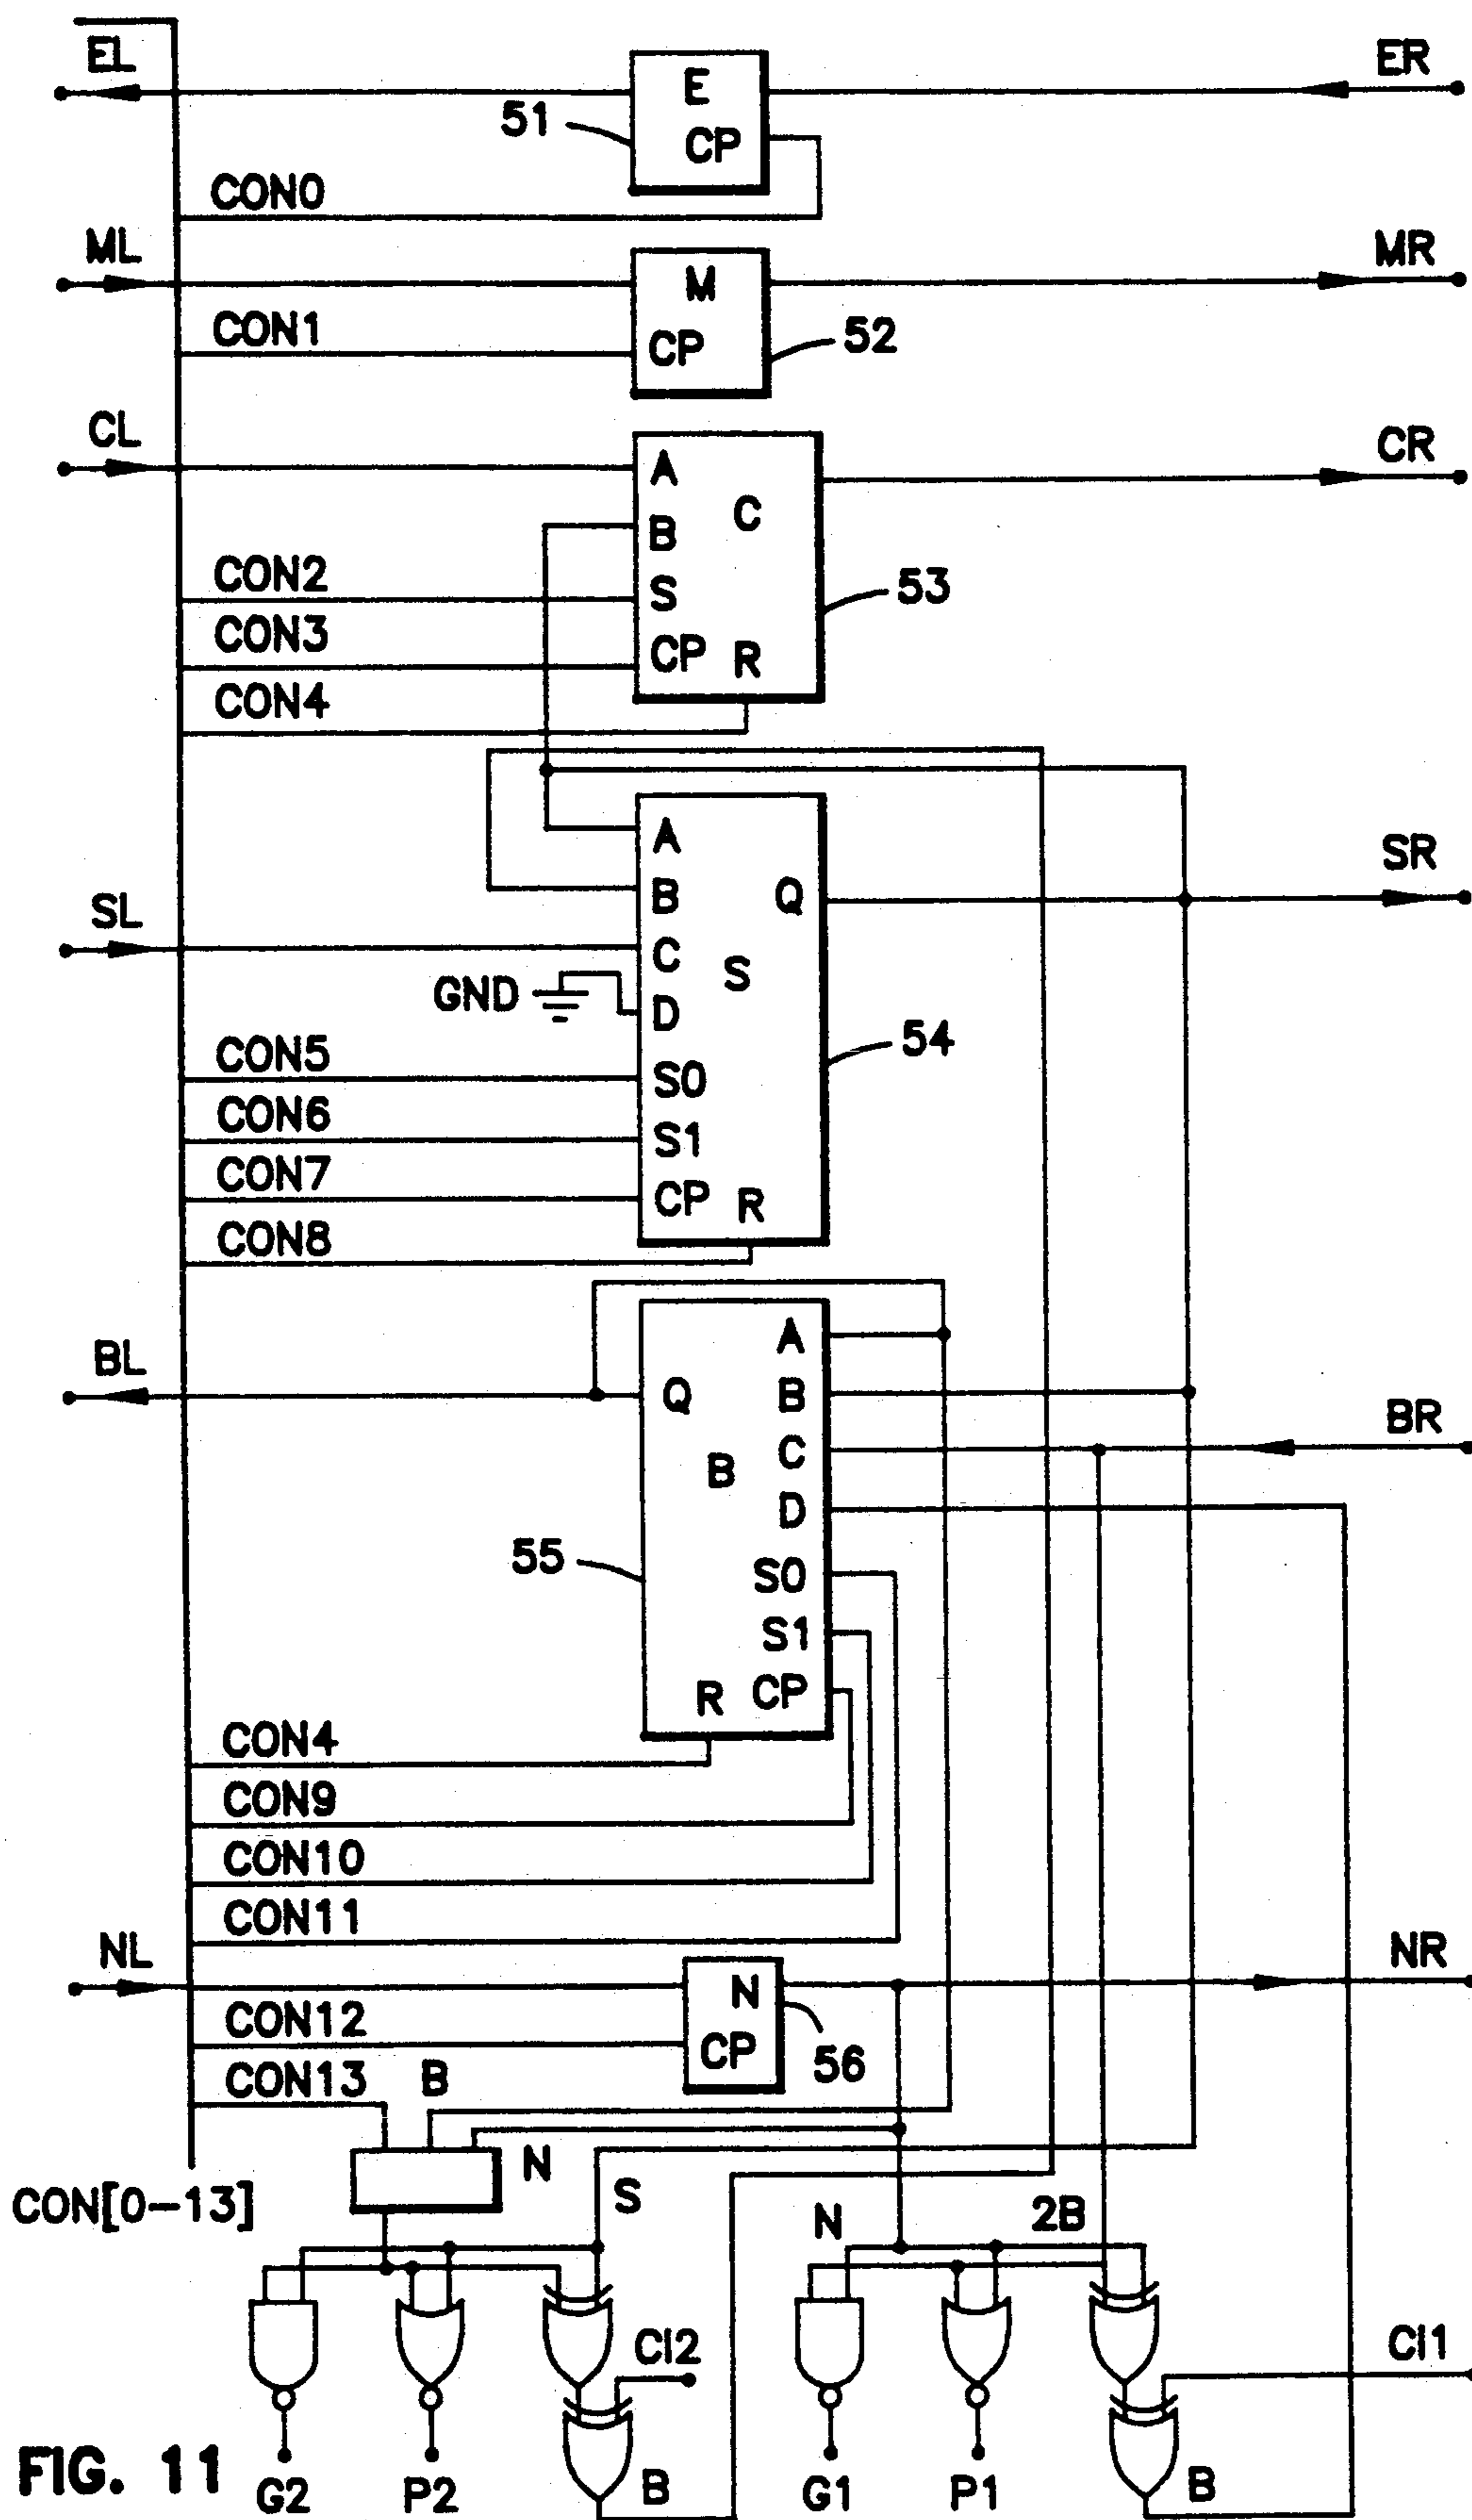 EL
E
ER
51
CP
CON0
ML
M
MR
CON1
CP
52
CL
A
C
CR
B
CON2
S
53
CON3
CP
R
CON4
A
SR
B
Q
SL
C
S
GND
D
54
CON5
S0
CON6
S1
CON7
CP
R
CON8
A
BL
Q
B
BR
C
B
D
55
S0
S1
R
CP
CON4
CON9
CON10
CON11
NL
N
NR
CON12
CP
56
CON13
B
N
CON[0-13]
S
N
2B
CI2
CI1
FIG. 11
G2
P2
B
G1
P1
B